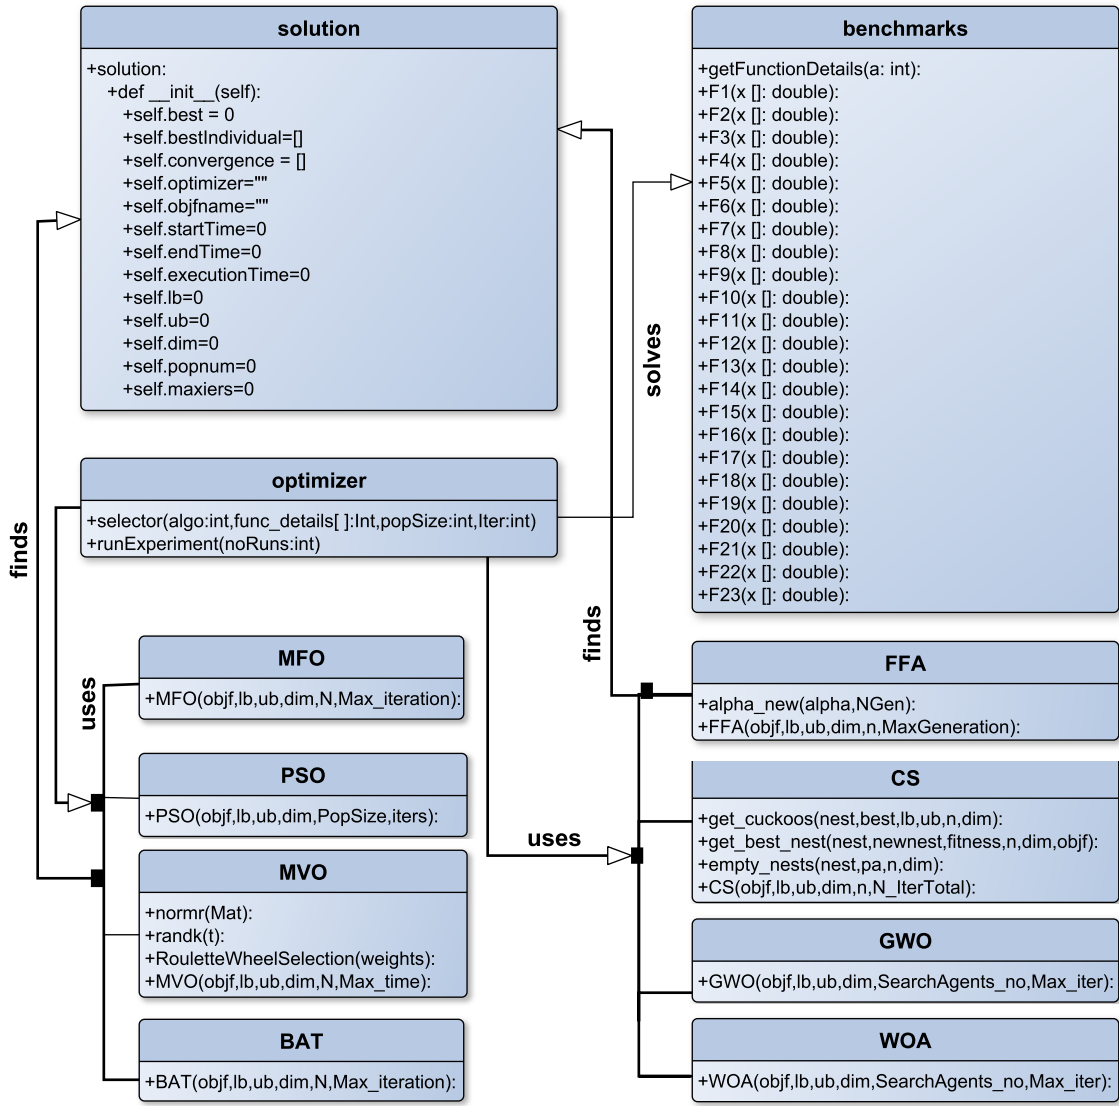 solution
+solution:
+def __init__(self):
+self.best = 0
+self.bestIndividual=[]
+self.convergence = []
+self.optimizer=""
+self.objfname=""
+self.startTime=0
+self.endTime=0
+self.executionTime=0
+self.lb=0
+self.ub=0
+self.dim=0
+self.popnum=0
+self.maxiers=0
benchmarks
+getFunctionDetails(a: int):
+F1(x []: double):
+F2(x []: double):
+F3(x []: double):
+F4(x []: double):
+F5(x []: double):
+F6(x []: double):
+F7(x []: double):
+F8(x []: double):
+F9(x []: double):
+F10(x []: double):
+F11(x []: double):
+F12(x []: double):
+F13(x []: double):
+F14(x []: double):
+F15(x []: double):
+F16(x []: double):
+F17(x []: double):
+F18(x []: double):
+F19(x []: double):
+F20(x []: double):
+F21(x []: double):
+F22(x []: double):
+F23(x []: double):
solves
optimizer
+selector(algo:int,func_details[ ]:Int,popSize:int,Iter:int)
+runExperiment(noRuns:int)
finds
finds
uses
uses
MFO
+MFO(objf,lb,ub,dim,N,Max_iteration):
PSO
+PSO(objf,lb,ub,dim,PopSize,iters):
MVO
+normr(Mat):
+randk(t):
+RouletteWheelSelection(weights):
+MVO(objf,lb,ub,dim,N,Max_time):
BAT
+BAT(objf,lb,ub,dim,N,Max_iteration):
FFA
+alpha_new(alpha,NGen):
+FFA(objf,lb,ub,dim,n,MaxGeneration):
CS
+get_cuckoos(nest,best,lb,ub,n,dim):
+get_best_nest(nest,newnest,fitness,n,dim,objf):
+empty_nests(nest,pa,n,dim):
+CS(objf,lb,ub,dim,n,N_IterTotal):
GWO
+GWO(objf,lb,ub,dim,SearchAgents_no,Max_iter):
WOA
+WOA(objf,lb,ub,dim,SearchAgents_no,Max_iter):